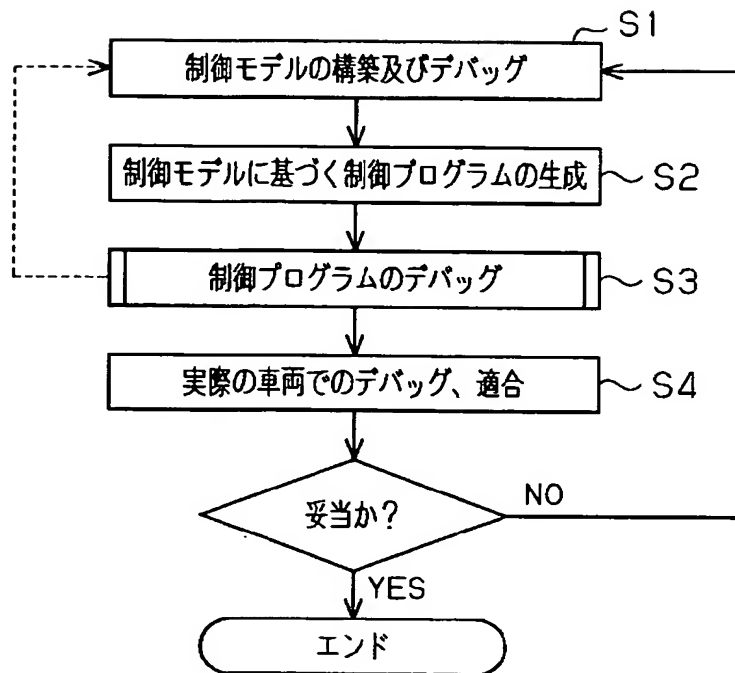 S1
制御モデルの構築及びデバッグ
制御モデルに基づく制御プログラムの生成
S2
制御プログラムのデバッグ
S3
実際の車両でのデバッグ、適合
S4
妥当か?
NO
YES
エンド